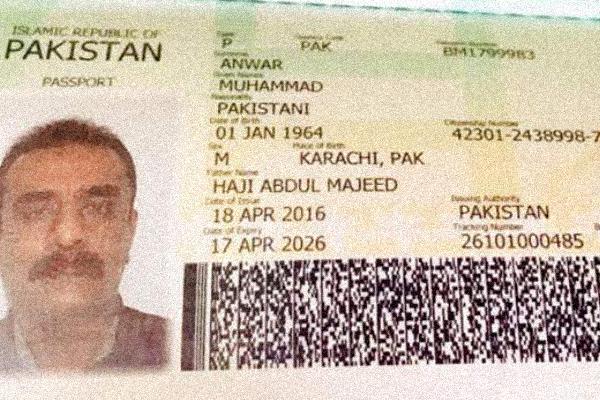 ISLAMIC REPUBLIC OF
PAKISTAN
PASSPORT
Type Country Code
P PAK BM1799983
ANWAR
Given Names
MUHAMMAD
Nationality
PAKISTANI
Date of Birth Citizenship Number
01 JAN 1964 42301-2438998-7
Sex Place of Birth
M KARACHI, PAK
Father Name
HAJI ABDUL MAJEED
Date of Issue Issuing Authority
18 APR 2016 PAKISTAN
Date of Expiry Tracking Number
17 APR 2026 26101000485